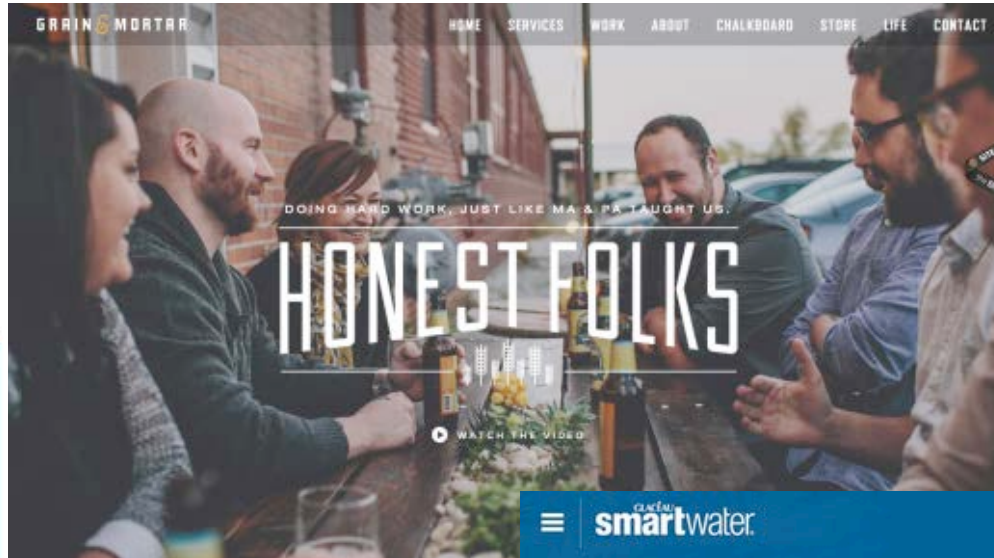 GRAIN & MORTAR
HOME SERVICES WORK ABOUT CHALKBOARD STORE LIFE CONTACT
DOING HARD WORK, JUST LIKE MA & PA TAUGHT US.
HONEST FOLKS
WATCH THE VIDEO
GLACÉAU
smartwater.